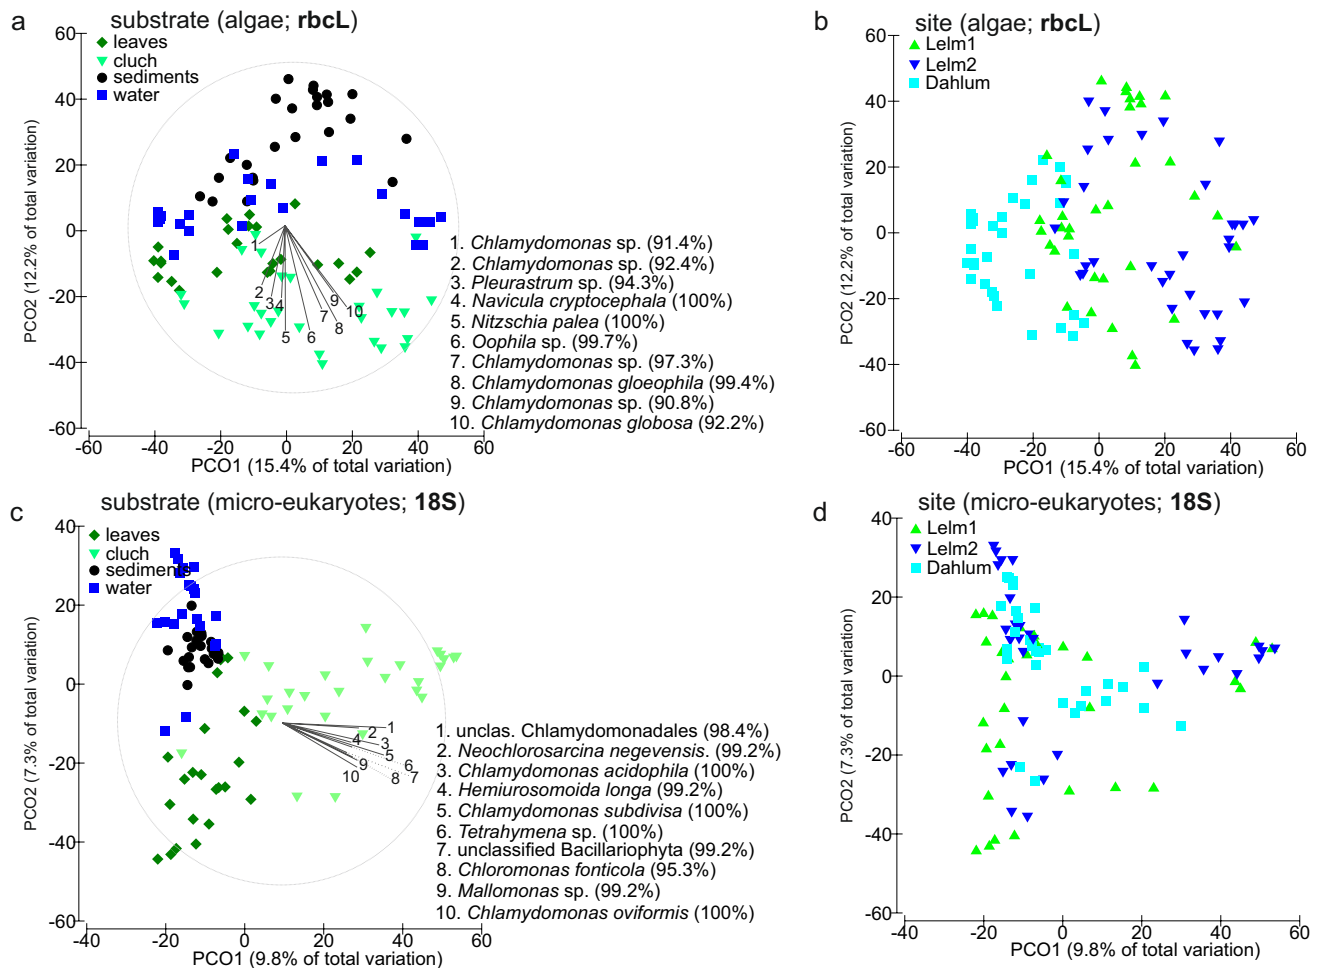 a
substrate (algae; rbcL)
leaves
cluch
sediments
water
60
40
20
0
-20
-40
-60
PCO2 (12.2% of total variation)
-60 -40 -20 0 20 40 60
PCO1 (15.4% of total variation)
1
2
3
4
5
6
7
8
9
10
1. Chlamydomonas sp. (91.4%)
2. Chlamydomonas sp. (92.4%)
3. Pleurastrum sp. (94.3%)
4. Navicula cryptocephala (100%)
5. Nitzschia palea (100%)
6. Oophila sp. (99.7%)
7. Chlamydomonas sp. (97.3%)
8. Chlamydomonas gloeophila (99.4%)
9. Chlamydomonas sp. (90.8%)
10. Chlamydomonas globosa (92.2%)
b
site (algae; rbcL)
Lelm1
Lelm2
Dahlum
60
40
20
0
-20
-40
-60
PCO2 (12.2% of total variation)
-60 -40 -20 0 20 40 60
PCO1 (15.4% of total variation)
c
substrate (micro-eukaryotes; 18S)
leaves
cluch
sediments
water
40
20
0
-20
-40
-60
PCO2 (7.3% of total variation)
-40 -20 0 20 40 60
PCO1 (9.8% of total variation)
1
2
3
4
5
6
7
8
9
10
1. unclas. Chlamydomonadales (98.4%)
2. Neochlorosarcina negevensis. (99.2%)
3. Chlamydomonas acidophila (100%)
4. Hemiurosomoida longa (99.2%)
5. Chlamydomonas subdivisa (100%)
6. Tetrahymena sp. (100%)
7. unclassified Bacillariophyta (99.2%)
8. Chloromonas fonticola (95.3%)
9. Mallomonas sp. (99.2%)
10. Chlamydomonas oviformis (100%)
d
site (micro-eukaryotes; 18S)
Lelm1
Lelm2
Dahlum
40
20
0
-20
-40
-60
PCO2 (7.3% of total variation)
-40 -20 0 20 40 60
PCO1 (9.8% of total variation)